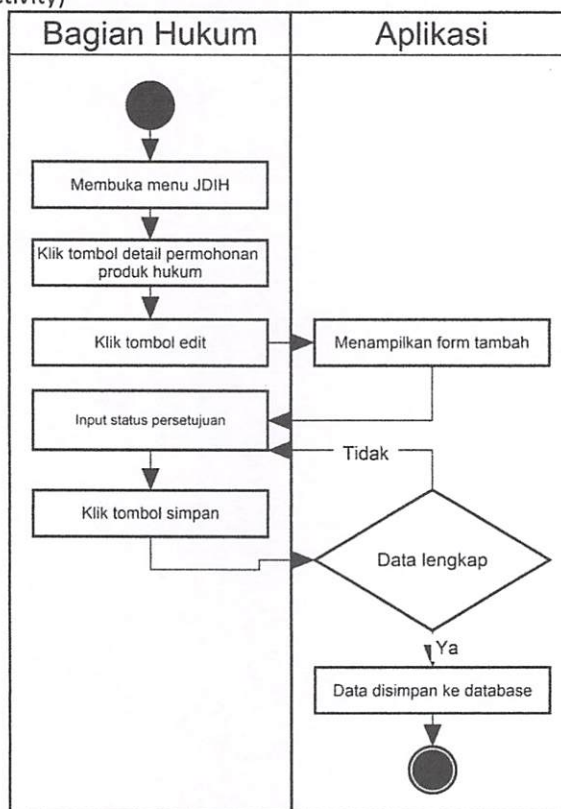 Bagian Hukum
Aplikasi
Membuka menu JDIH
Klik tombol detail permohonan
produk hukum
Klik tombol edit
Menampilkan form tambah
Input status persetujuan
Tidak
Klik tombol simpan
Data lengkap
Ya
Data disimpan ke database